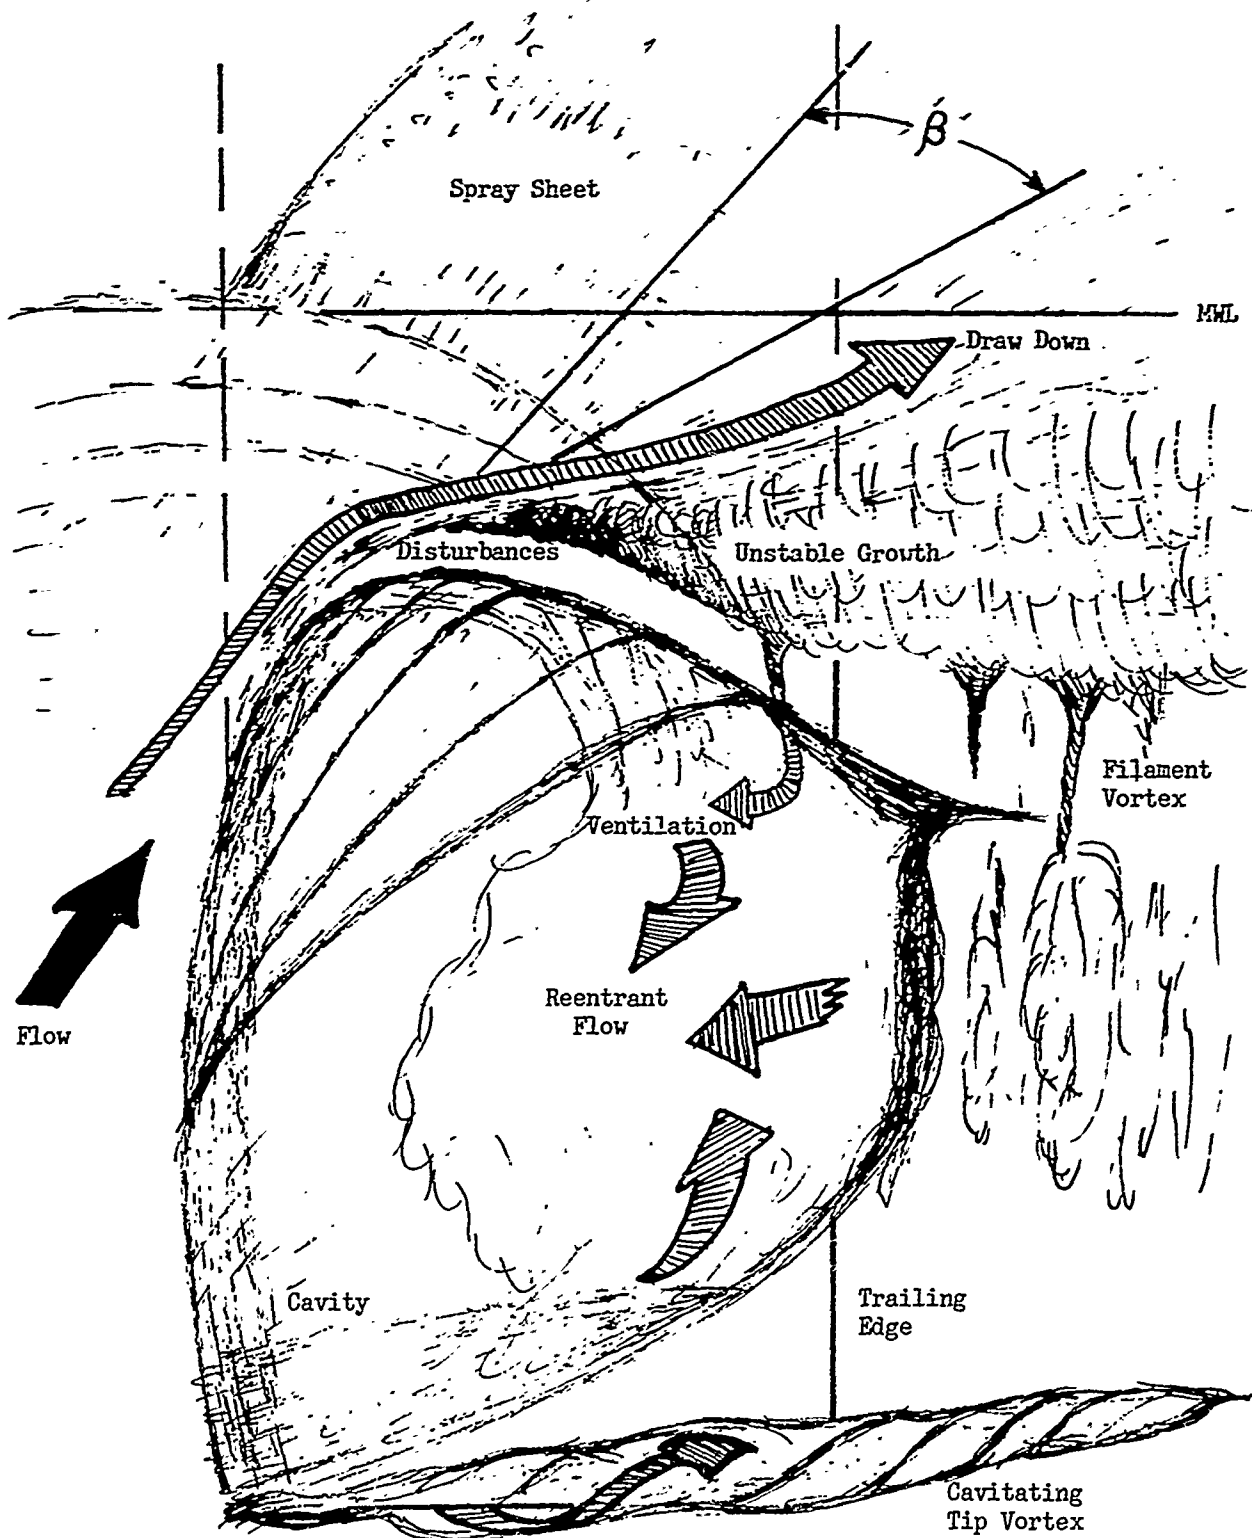 β
Spray Sheet
MWL
Draw Down
Disturbances
Unstable Growth
Filament
Vortex
Ventilation
Reentrant
Flow
Flow
Cavity
Trailing
Edge
Cavitating
Tip Vortex